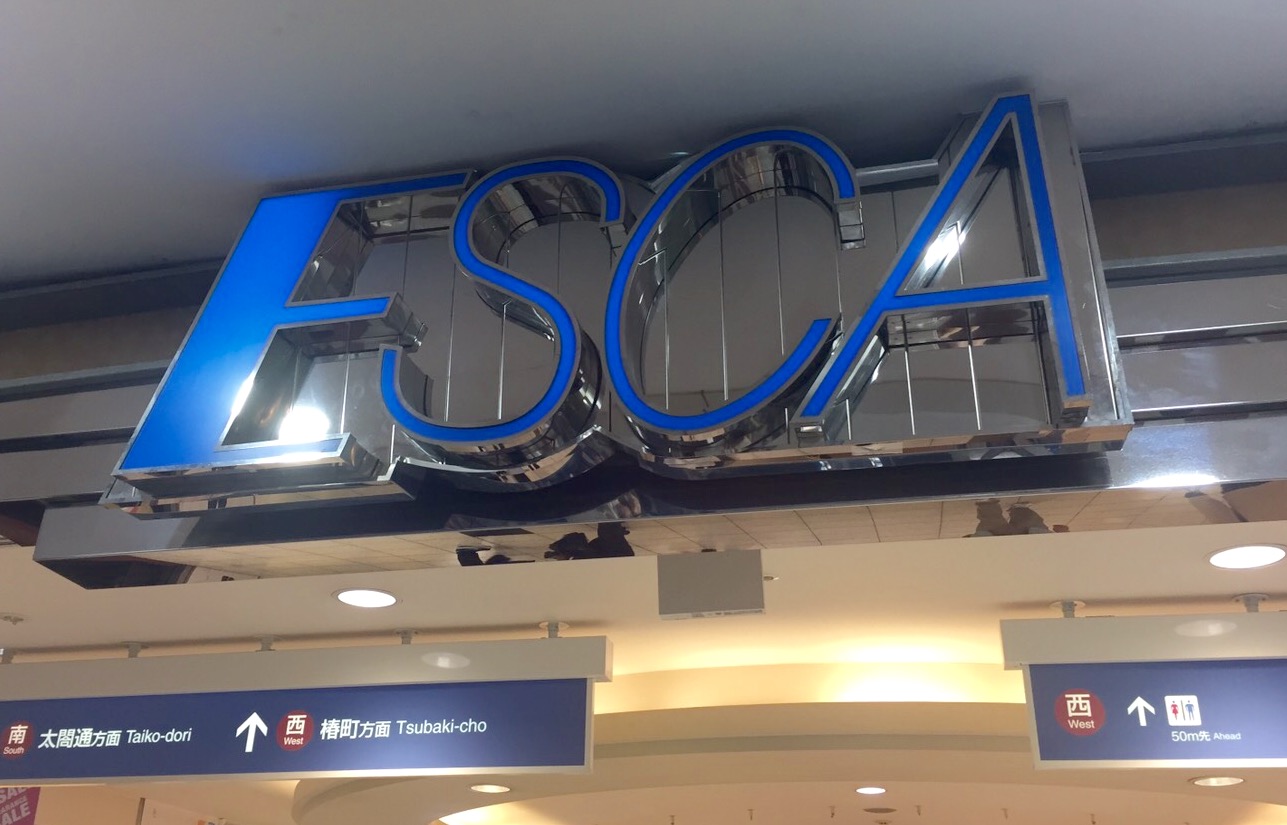 ESCA
南 South 太閤通方面 Taiko-dori
↑ 西 West 椿町方面 Tsubaki-cho
西 West ↑
50m先 Ahead
SALE
ALE